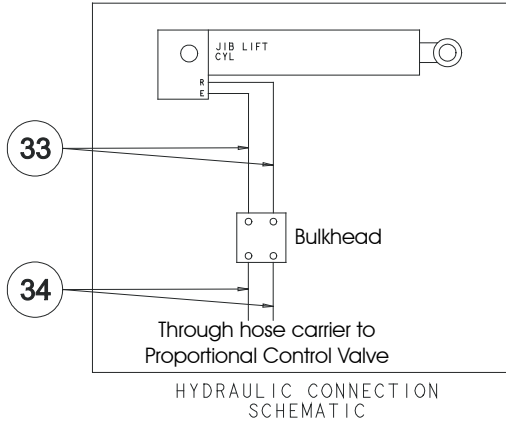 JIB LIFT
CYL
R
E
33
Bulkhead
34
Through hose carrier to
Proportional Control Valve
HYDRAULIC CONNECTION
SCHEMATIC